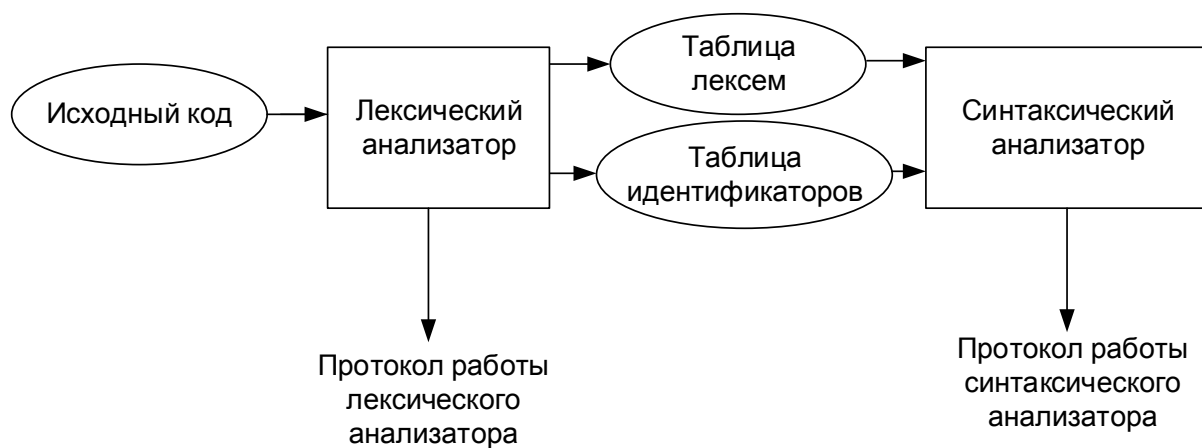 Исходный код
Лексический
анализатор
Таблица
лексем
Таблица
идентификаторов
Синтаксический
анализатор
Протокол работы
лексического
анализатора
Протокол работы
синтаксического
анализатора